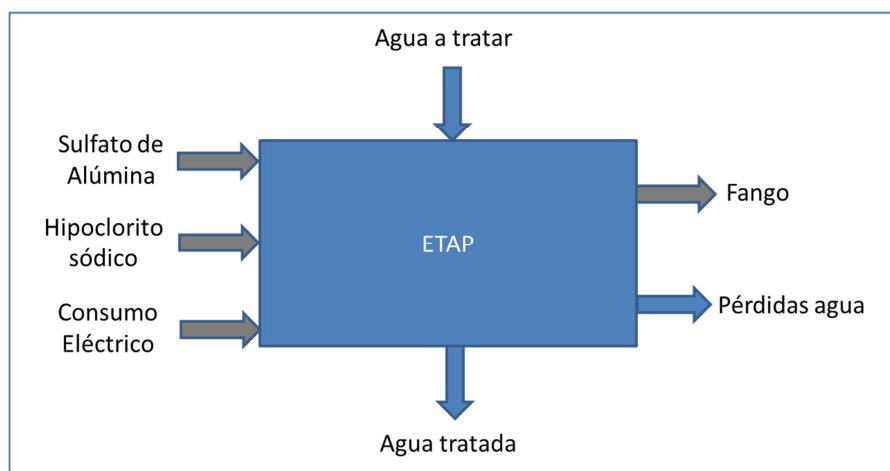 Agua a tratar
Sulfato de
Alúmina
Hipoclorito
sódico
Consumo
Eléctrico
ETAP
Fango
Pérdidas agua
Agua tratada